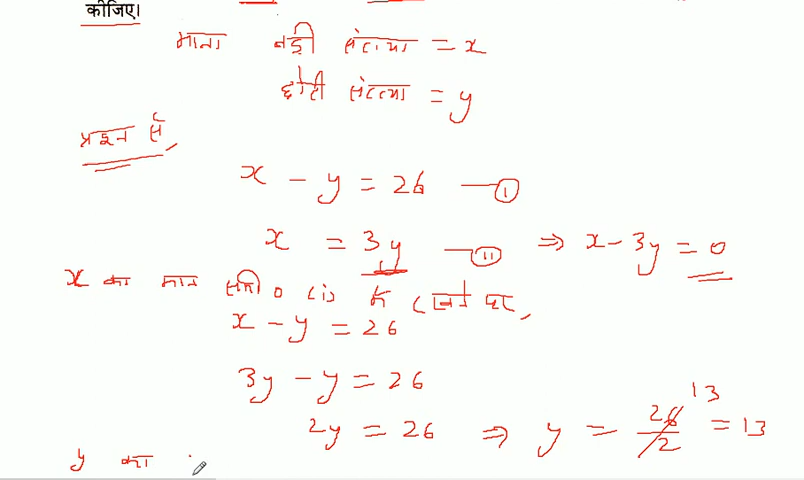 कीजिए।
माना बड़ी संख्या = x
छोटी संख्या = y
प्रश्न से,
x - y = 26 — (i)
x = 3y — (ii) ⇒ x - 3y = 0
x का मान समी० (i) में रखने पर,
x - y = 26
3y - y = 26
2y = 26 ⇒ y = 26/2 = 13
13
y का